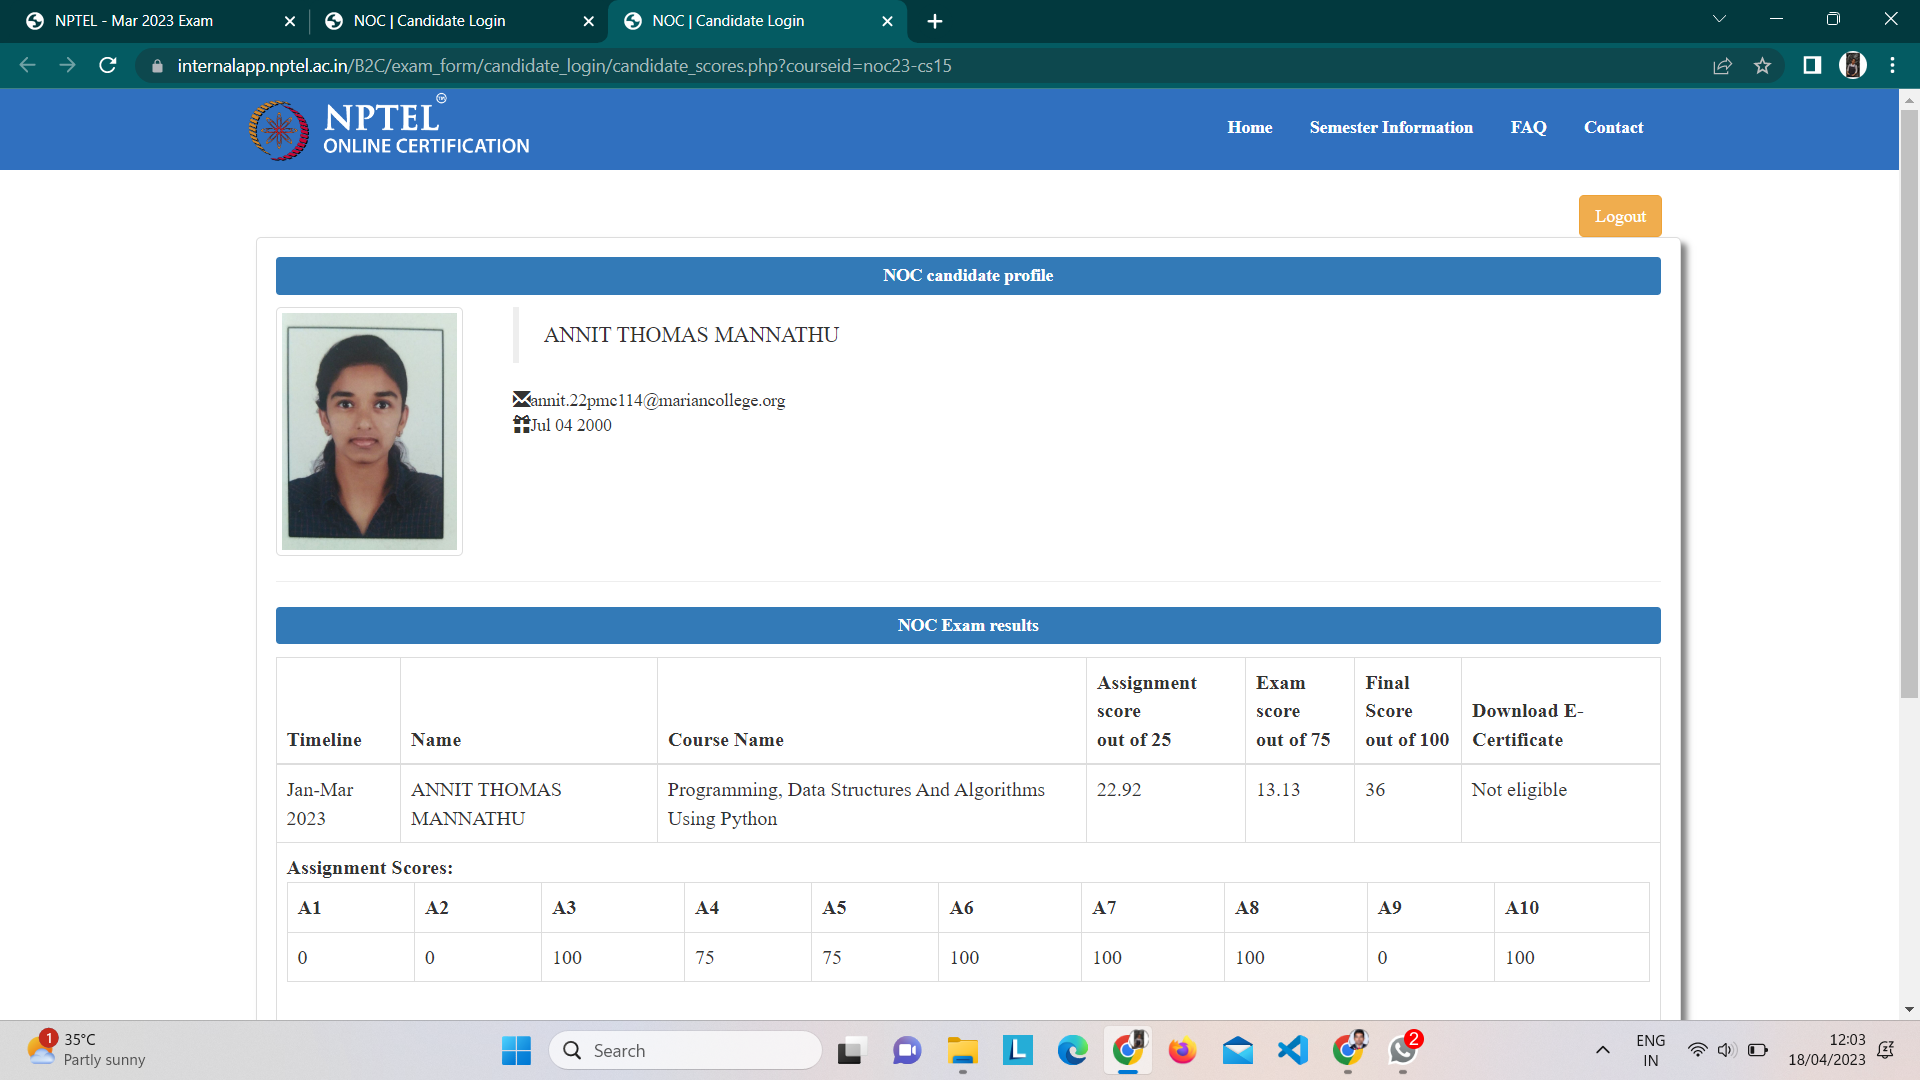 NPTEL - Mar 2023 Exam
NOC | Candidate Login
NOC | Candidate Login
internalapp.nptel.ac.in/B2C/exam_form/candidate_login/candidate_scores.php?courseid=noc23-cs15
NPTEL TM
ONLINE CERTIFICATION
Home Semester Information FAQ Contact
Logout
NOC candidate profile
ANNIT THOMAS MANNATHU
annit.22pmc114@mariancollege.org
Jul 04 2000
NOC Exam results
Timeline
Name
Course Name
Assignment
score
out of 25
Exam
score
out of 75
Final
Score
out of 100
Download E-
Certificate
Jan-Mar
2023
ANNIT THOMAS
MANNATHU
Programming, Data Structures And Algorithms
Using Python
22.92
13.13
36
Not eligible
Assignment Scores:
A1 A2 A3 A4 A5 A6 A7 A8 A9 A10
0 0 100 75 75 100 100 100 0 100
1
35°C
Partly sunny
Search
L
2
ENG
IN
12:03
18/04/2023